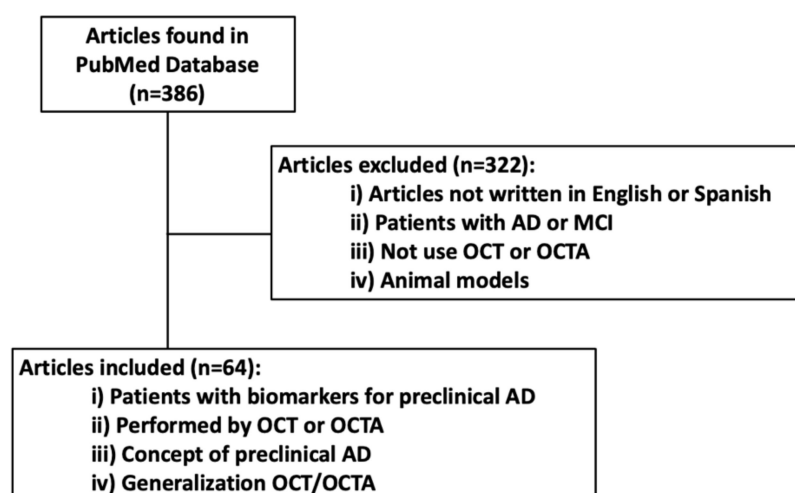 Articles found in
PubMed Database
(n=386)
Articles excluded (n=322):
i) Articles not written in English or Spanish
ii) Patients with AD or MCI
iii) Not use OCT or OCTA
iv) Animal models
Articles included (n=64):
i) Patients with biomarkers for preclinical AD
ii) Performed by OCT or OCTA
iii) Concept of preclinical AD
iv) Generalization OCT/OCTA